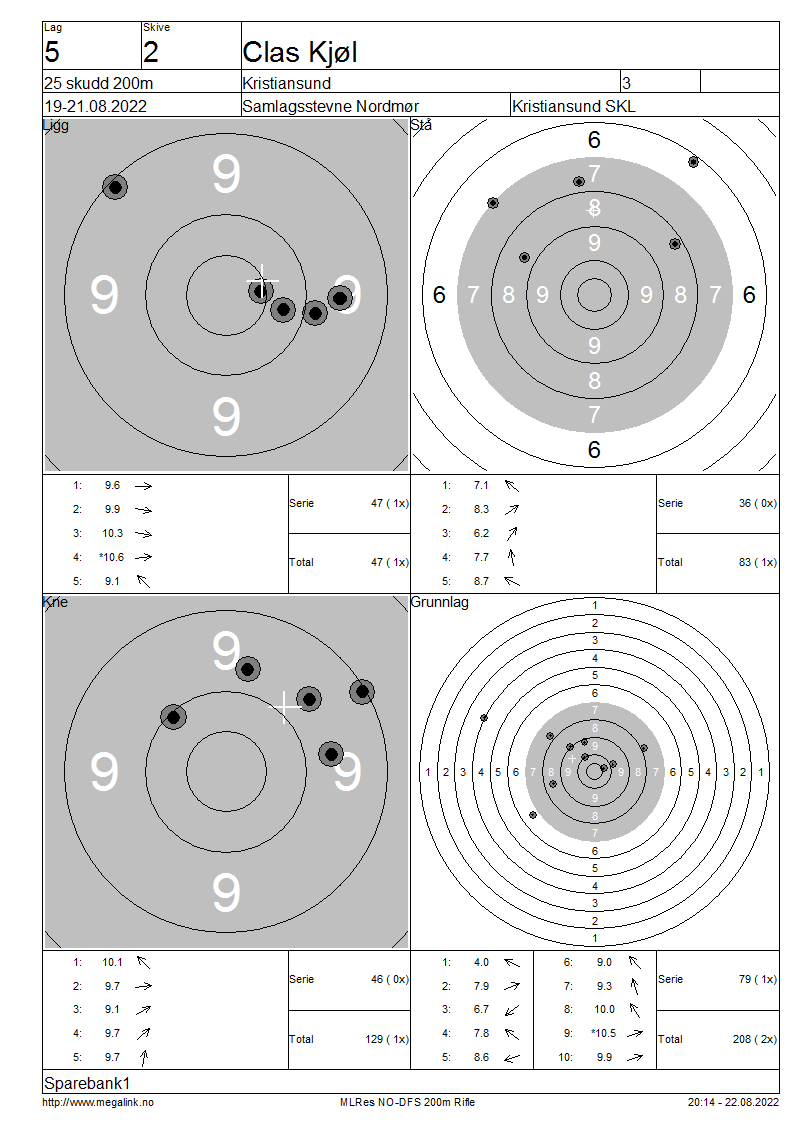 Lag Skive
5 2 Clas Kjøl
25 skudd 200m Kristiansund 3
19-21.08.2022 Samlagsstevne Nordmør Kristiansund SKL
Ligg
9
9 9
9
Stå
6
7
8
9
6 7 8 9 9 8 7 6
9
8
7
6
1: 9.6
2: 9.9
3: 10.3
4: *10.6
5: 9.1
Serie 47 ( 1x)
Total 47 ( 1x)
1: 7.1
2: 8.3
3: 6.2
4: 7.7
5: 8.7
Serie 36 ( 0x)
Total 83 ( 1x)
Kne
9
9 9
9
Grunnlag
1
2
3
4
5
6
7
8
9
1 2 3 4 5 6 7 8 9 9 8 7 6 5 4 3 2 1
9
8
7
6
5
4
3
2
1
1: 10.1
2: 9.7
3: 9.1
4: 9.7
5: 9.7
Serie 46 ( 0x)
Total 129 ( 1x)
1: 4.0
2: 7.9
3: 6.7
4: 7.8
5: 8.6
6: 9.0
7: 9.3
8: 10.0
9: *10.5
10: 9.9
Serie 79 ( 1x)
Total 208 ( 2x)
Sparebank1
http://www.megalink.no MLRes NO-DFS 200m Rifle 20:14 - 22.08.2022